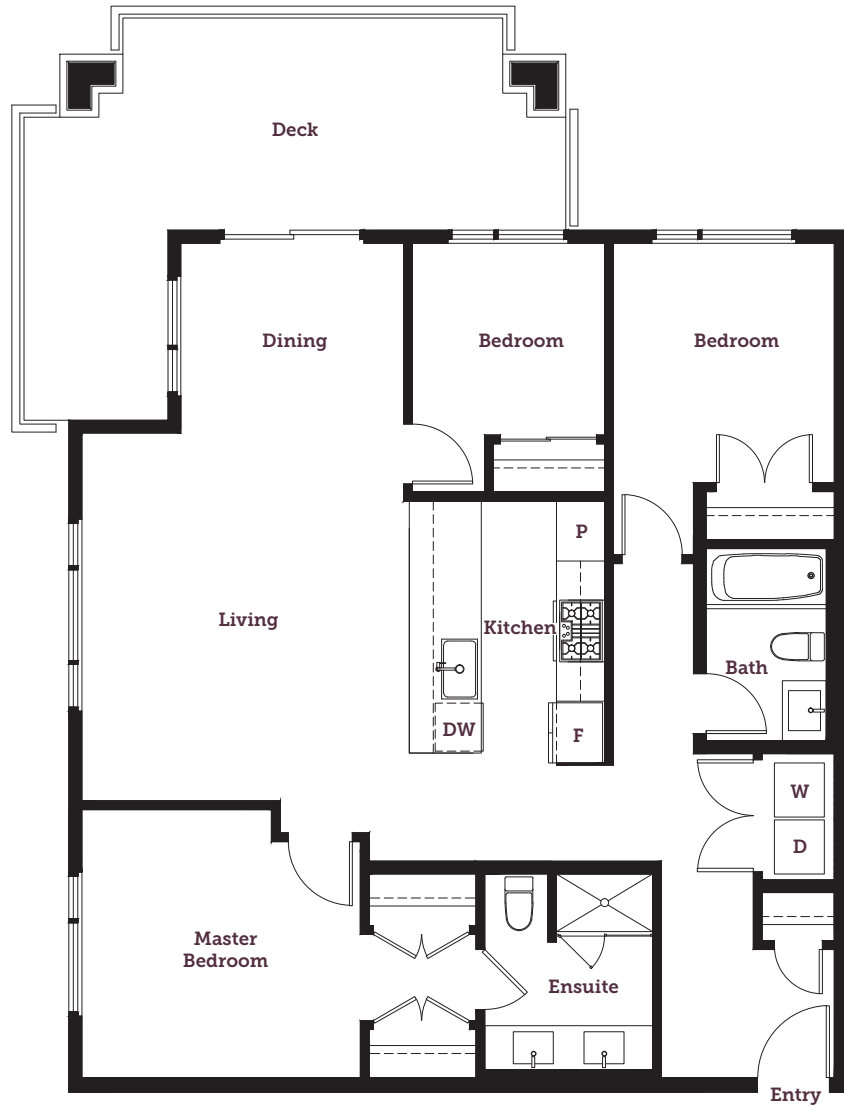 Deck
Dining
Bedroom
Bedroom
P
Living
Kitchen
Bath
DW
F
W
D
Master
Bedroom
Ensuite
Entry